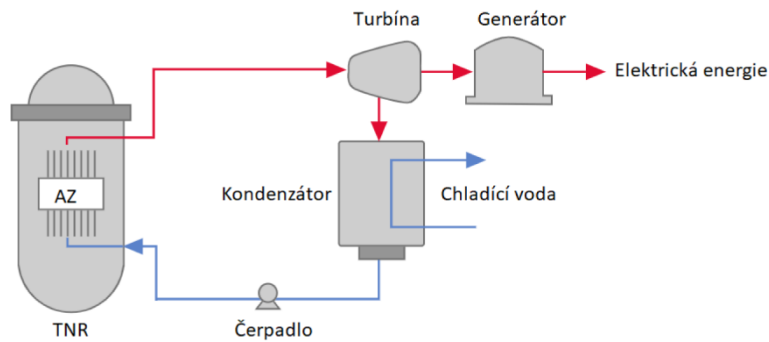 Turbína
Generátor
Elektrická energie
AZ
Kondenzátor
Chladící voda
TNR
Čerpadlo